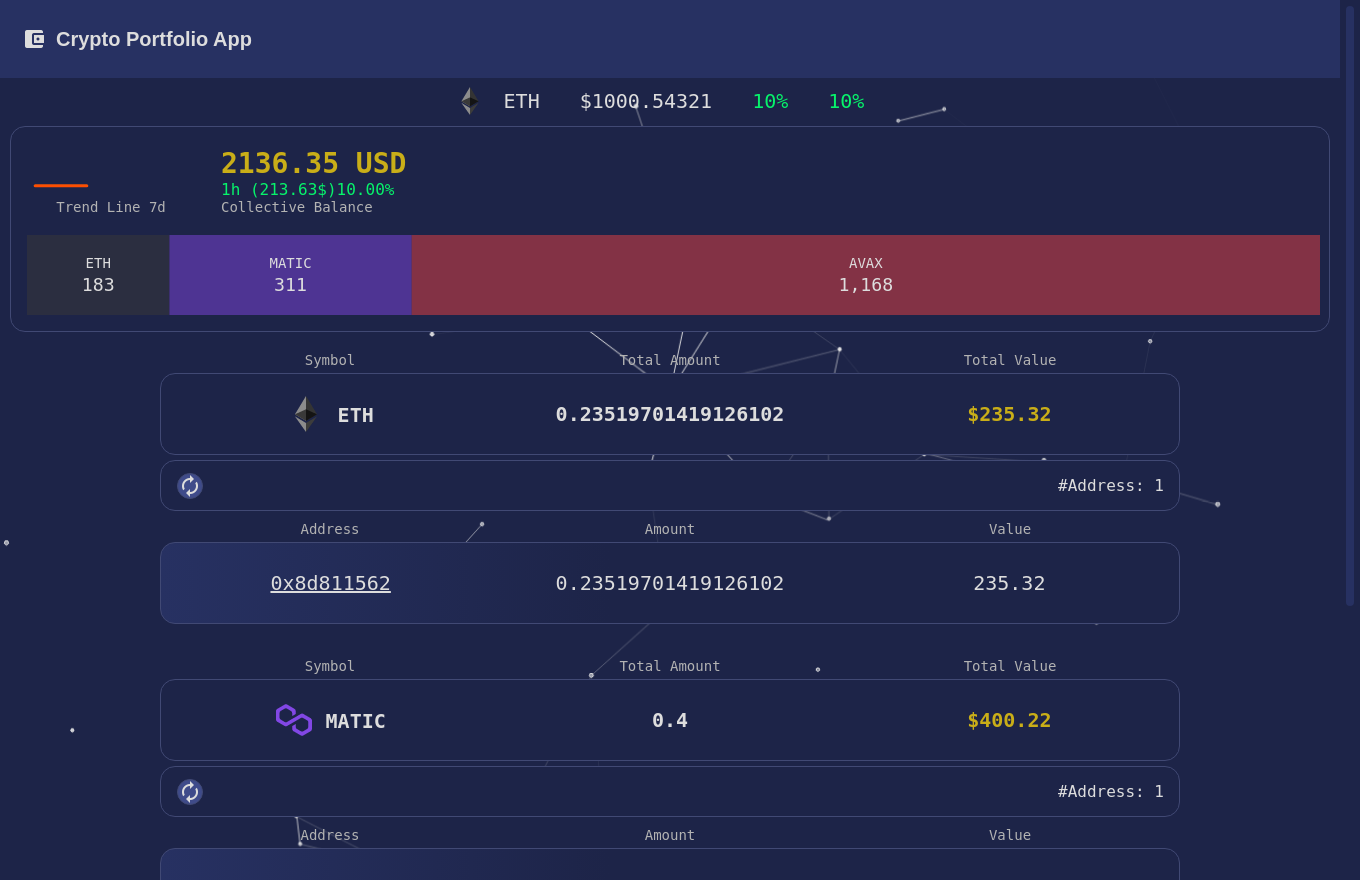 Crypto Portfolio App
ETH $1000.54321 10% 10%
2136.35 USD
1h (213.63$)10.00%
Trend Line 7d Collective Balance
ETH MATIC AVAX
183 311 1,168
Symbol Total Amount Total Value
ETH 0.23519701419126102 $235.32
#Address: 1
Address Amount Value
0x8d811562 0.23519701419126102 235.32
Symbol Total Amount Total Value
MATIC 0.4 $400.22
#Address: 1
Address Amount Value